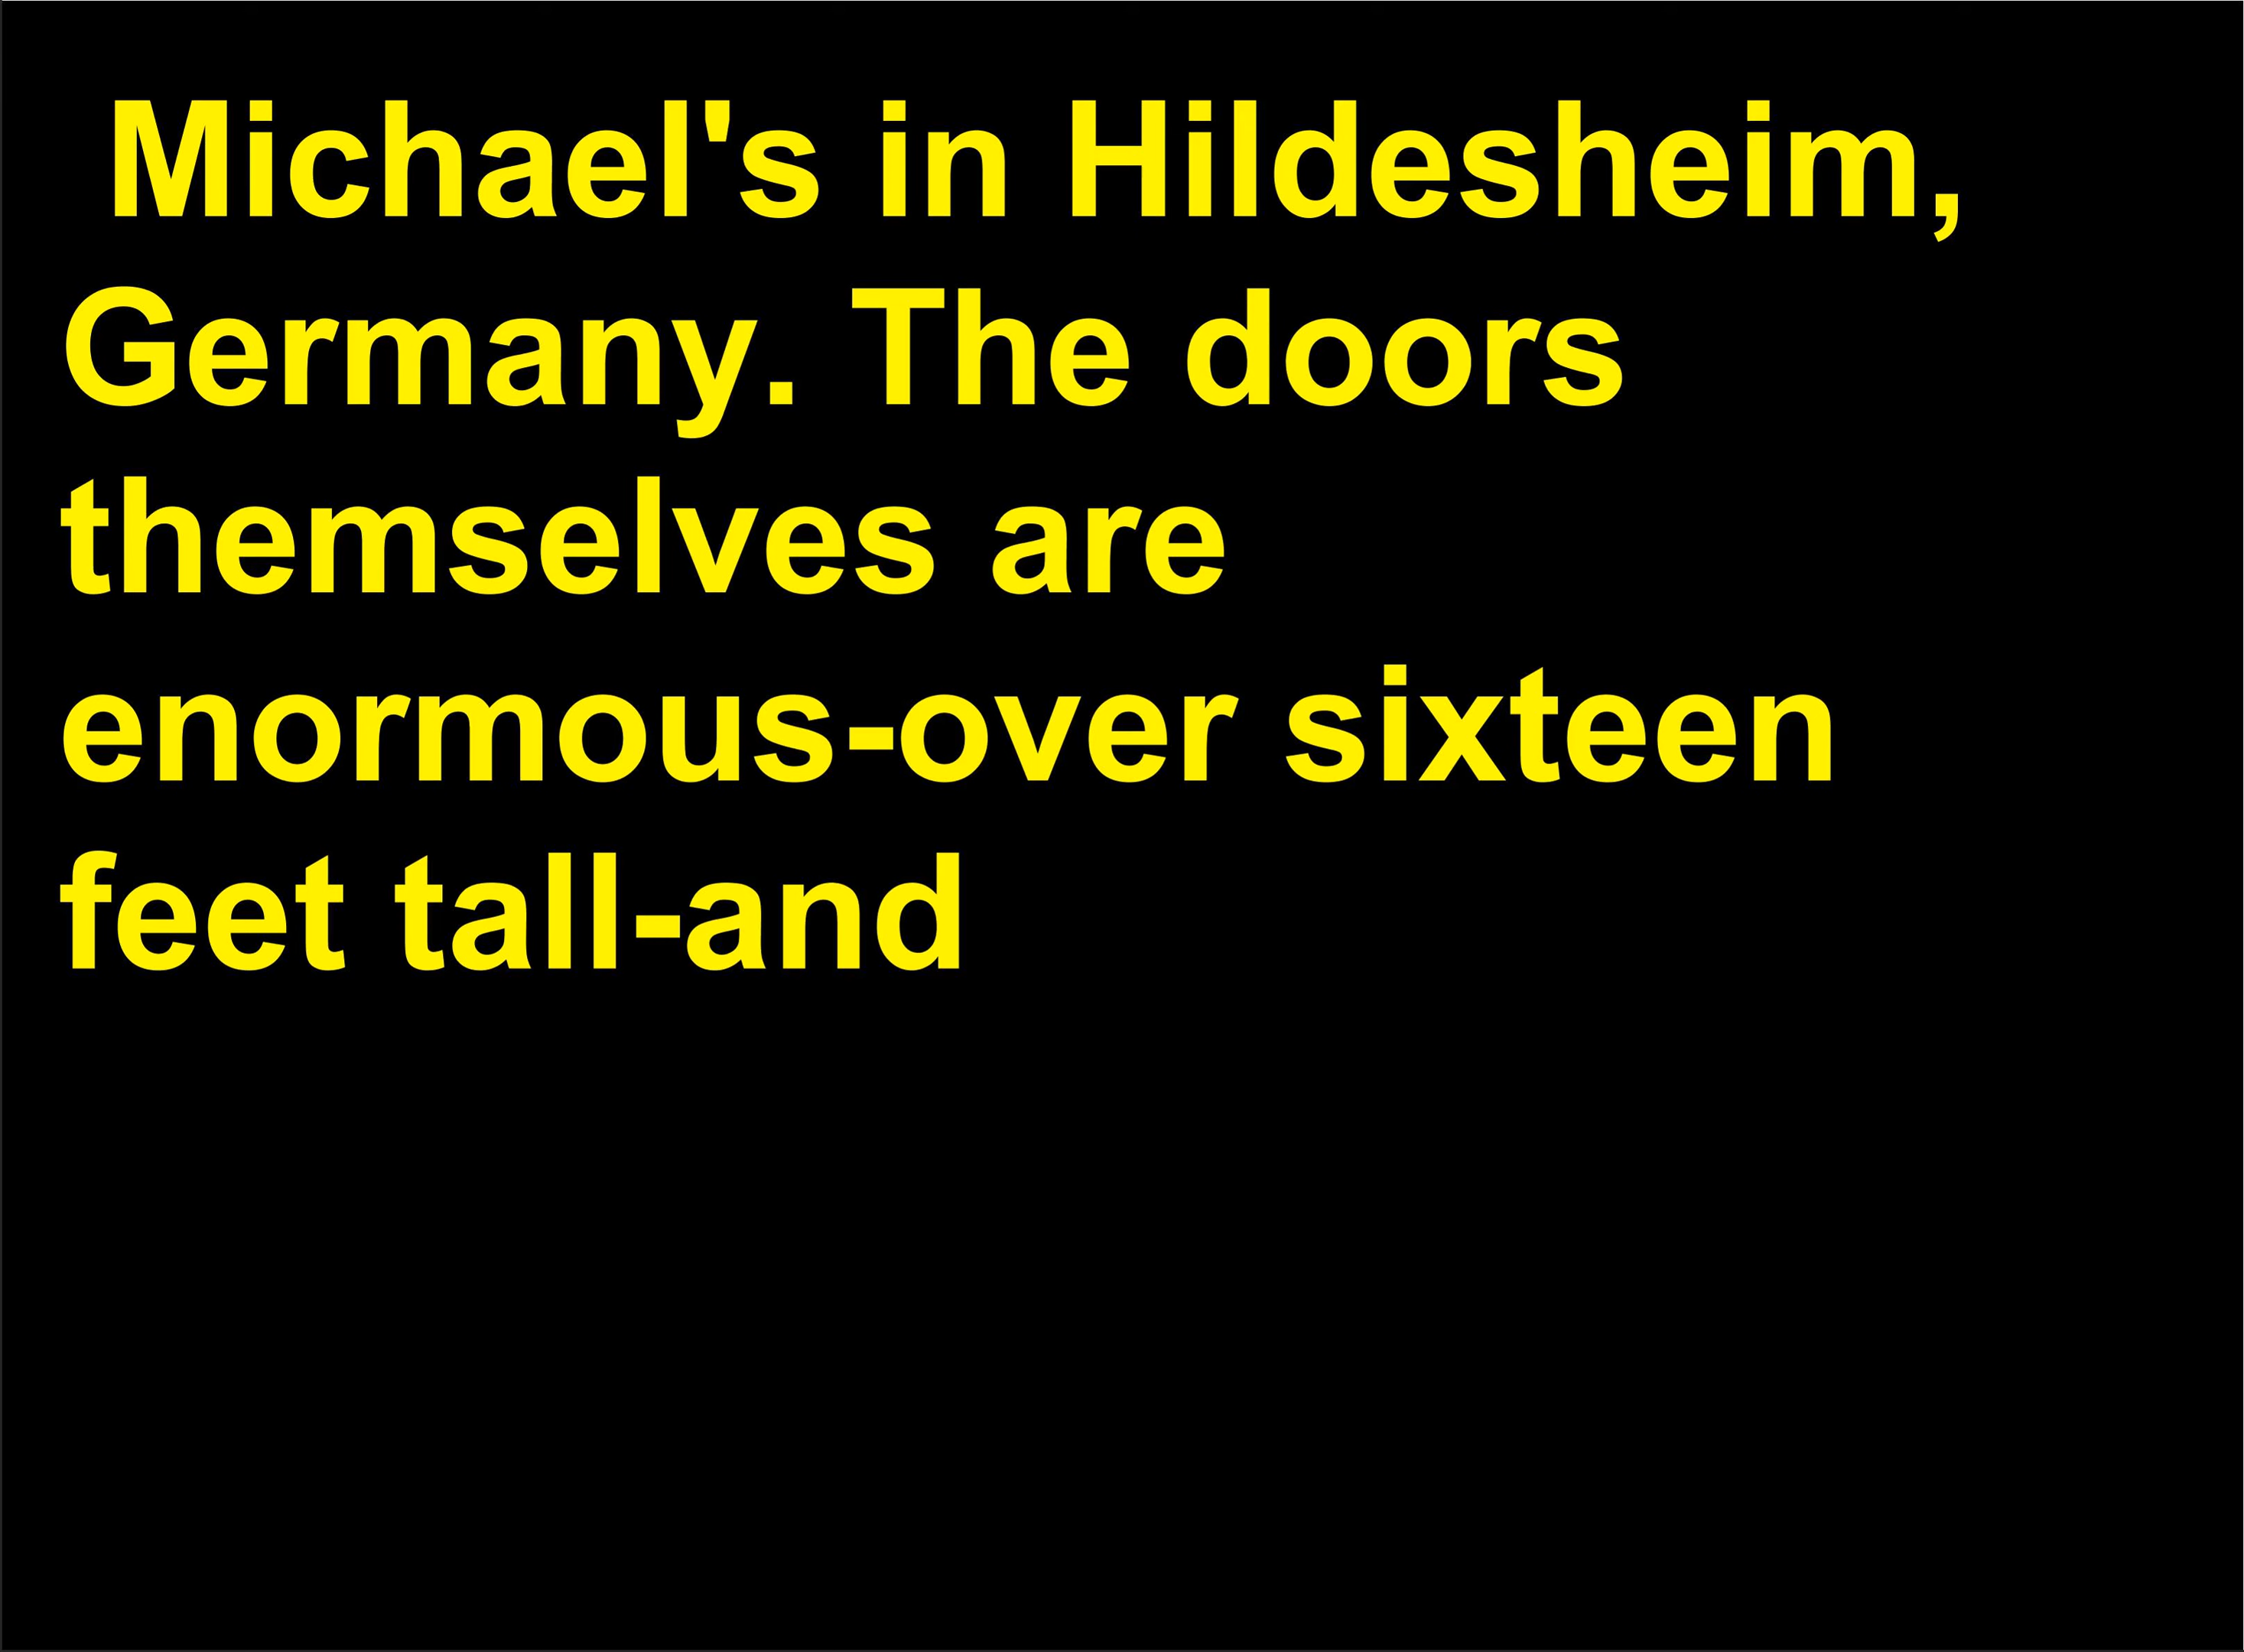 Michael's in Hildesheim,
Germany. The doors
themselves are
enormous-over sixteen
feet tall-and